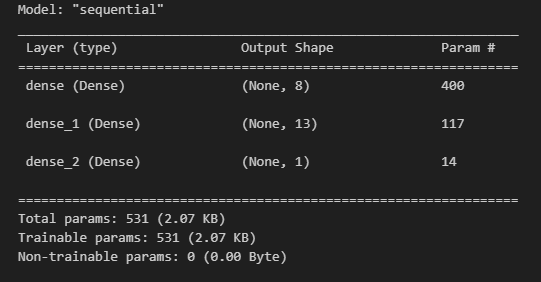 Model: "sequential"
_________________________________________________________________
Layer (type) Output Shape Param #
=================================================================
dense (Dense) (None, 8) 400
dense_1 (Dense) (None, 13) 117
dense_2 (Dense) (None, 1) 14
=================================================================
Total params: 531 (2.07 KB)
Trainable params: 531 (2.07 KB)
Non-trainable params: 0 (0.00 Byte)